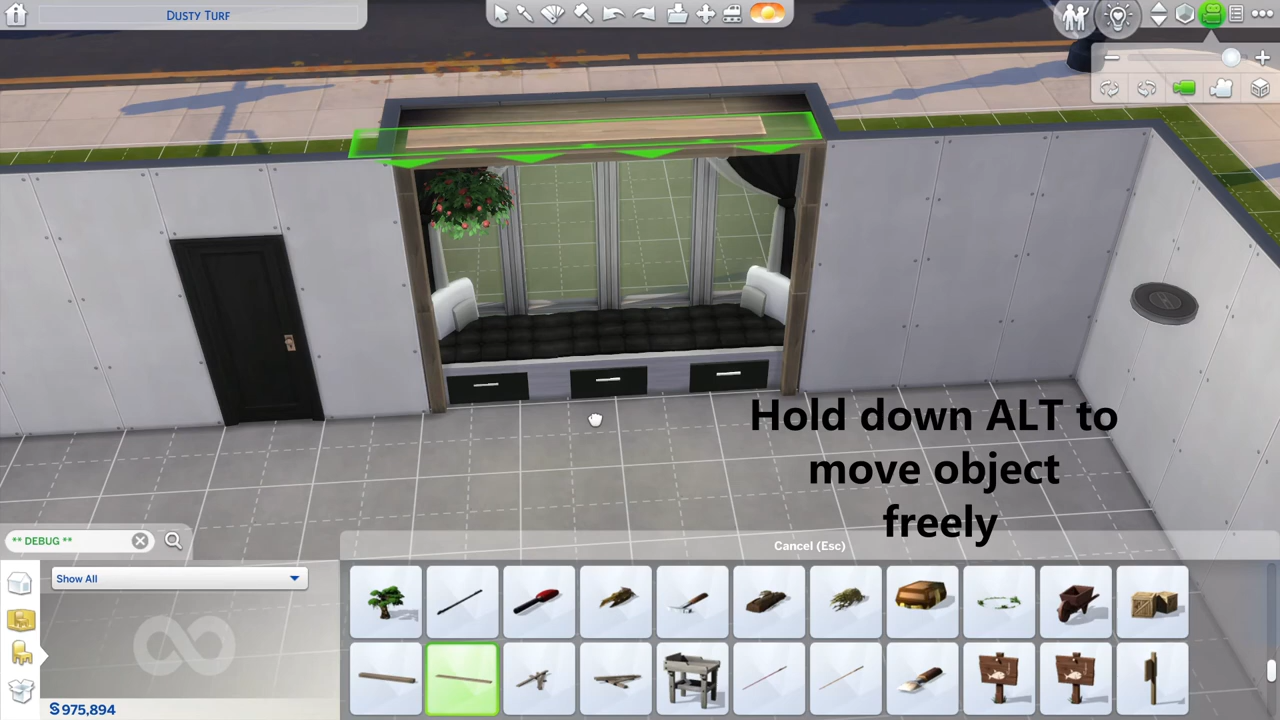 DUSTY TURF
Hold down ALT to
move object
freely
Cancel (Esc)
** DEBUG **
Show All
§975,894